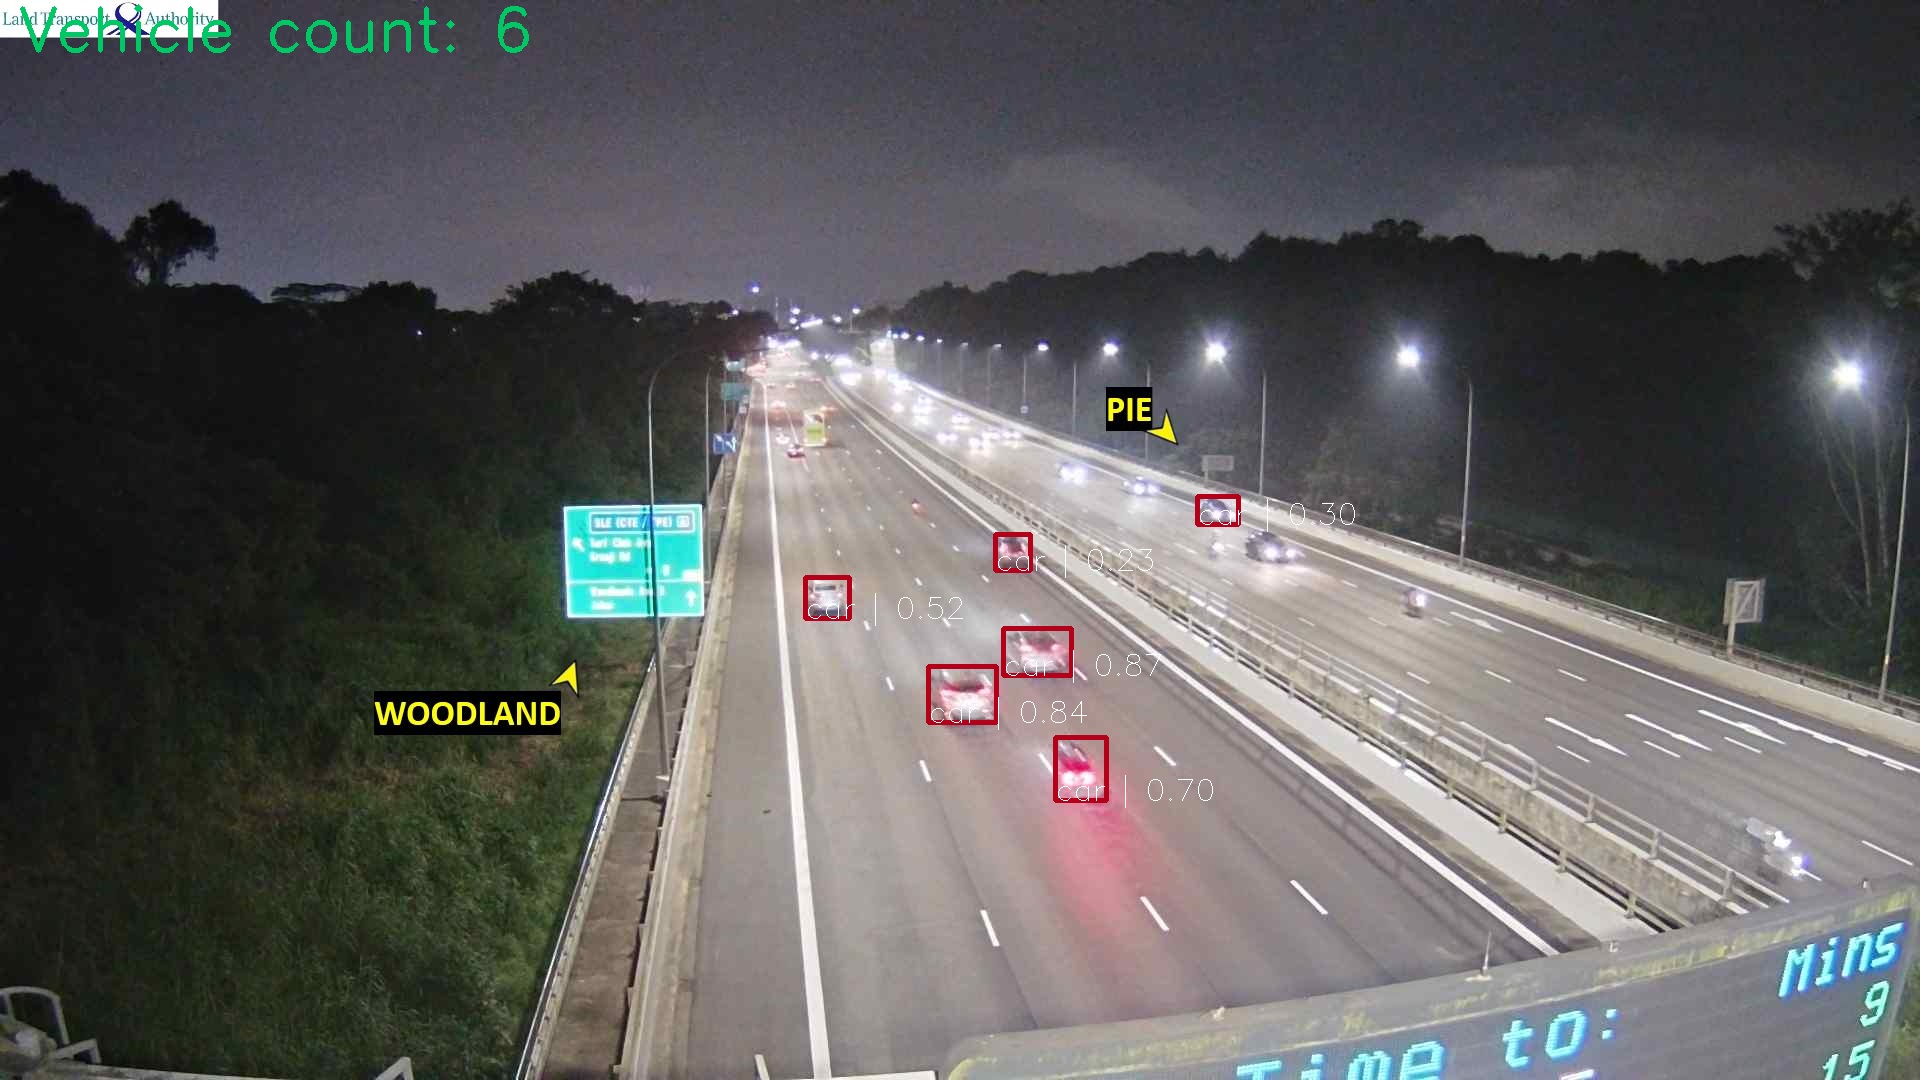 Land Transport Authority
Vehicle count: 6
PIE
car | 0.30
car | 0.23
SLE (CTE / TPE)
car | 0.52
car | 0.87
WOODLAND
car | 0.84
car | 0.70
Mins
9
Time to:
15